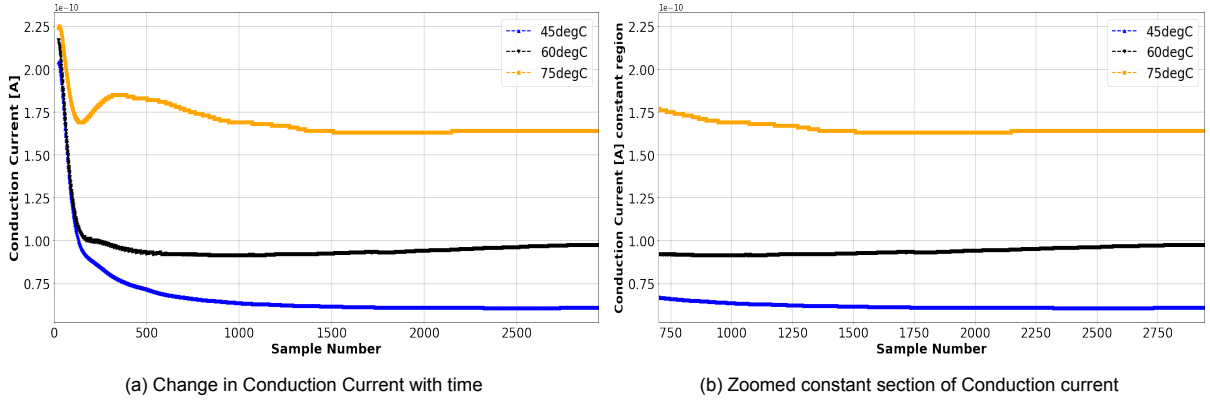 1e−10
2.25
2.00
1.75
1.50
1.25
1.00
0.75
Conduction Current [A]
0
500
1000
1500
2000
2500
Sample Number
45degC
60degC
75degC
(a) Change in Conduction Current with time
1e−10
2.25
2.00
1.75
1.50
1.25
1.00
0.75
Conduction Current [A] constant region
750
1000
1250
1500
1750
2000
2250
2500
2750
Sample Number
45degC
60degC
75degC
(b) Zoomed constant section of Conduction current